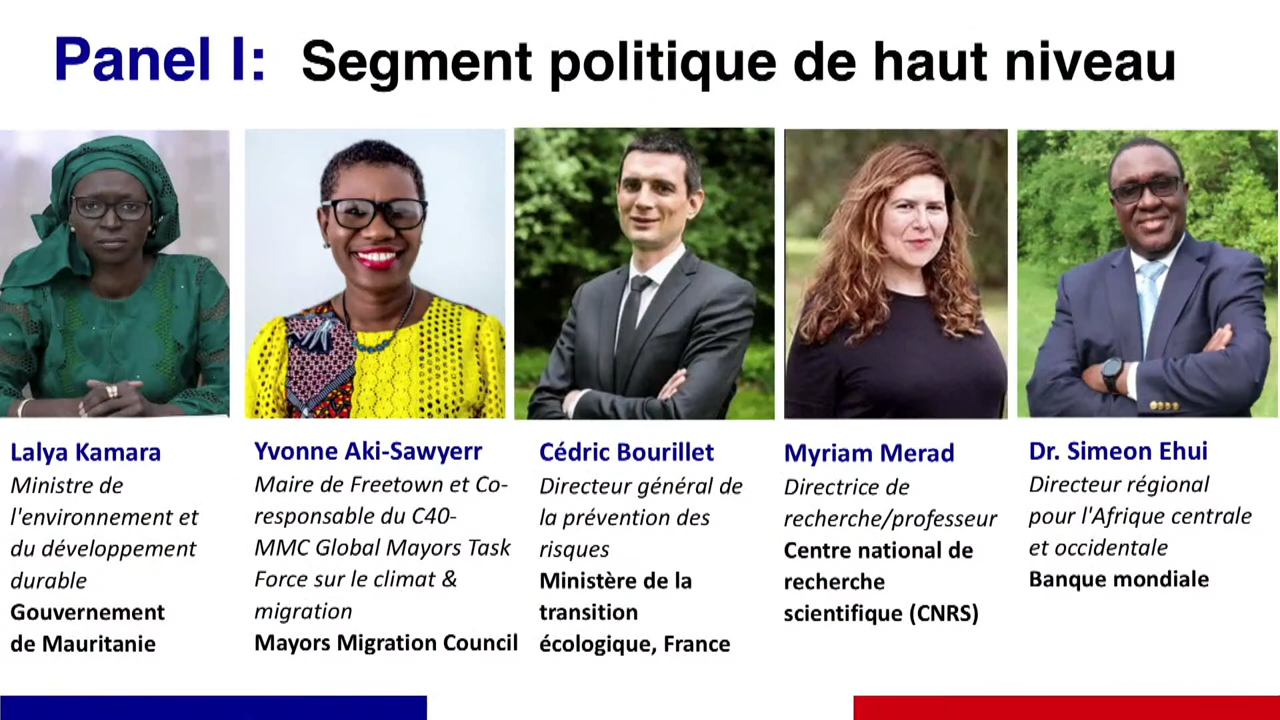 Panel I: Segment politique de haut niveau
Lalya Kamara
Ministre de
l'environnement et
du développement
durable
Gouvernement
de Mauritanie
Yvonne Aki-Sawyerr
Maire de Freetown et Co-
responsable du C40-
MMC Global Mayors Task
Force sur le climat &
migration
Mayors Migration Council
Cédric Bourillet
Directeur général de
la prévention des
risques
Ministère de la
transition
écologique, France
Myriam Merad
Directrice de
recherche/professeur
Centre national de
recherche
scientifique (CNRS)
Dr. Simeon Ehui
Directeur régional
pour l'Afrique centrale
et occidentale
Banque mondiale